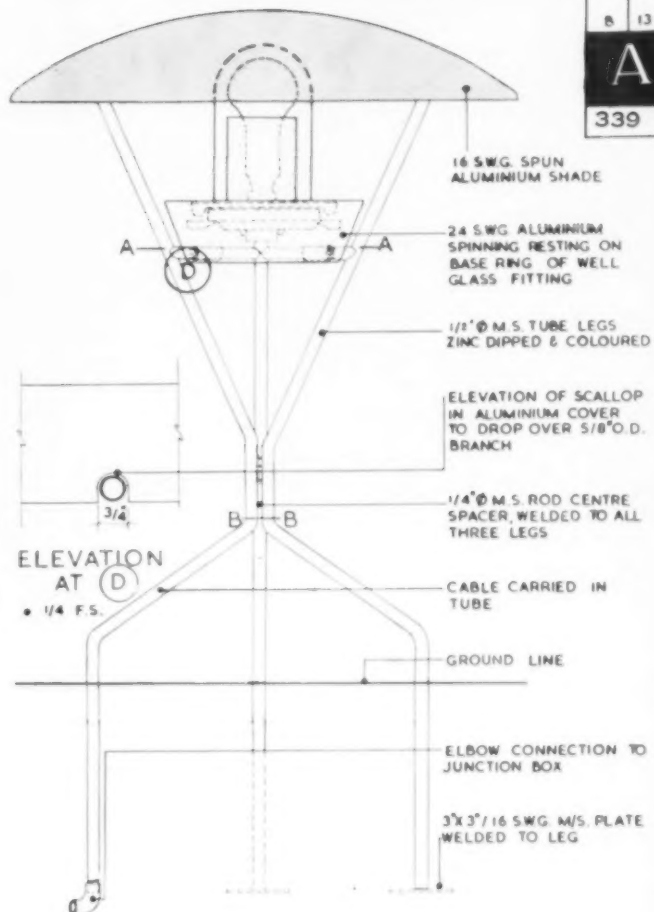 8 13
A
339
16 S.W.G. SPUN
ALUMINIUM SHADE
24 SWG ALUMINIUM
SPINNING RESTING ON
BASE RING OF WELL
GLASS FITTING
A
A
D
1/2" Ø M.S. TUBE LEGS
ZINC DIPPED & COLOURED
ELEVATION OF SCALLOP
IN ALUMINIUM COVER
TO DROP OVER 5/8" O.D.
BRANCH
3/4"
1/4" Ø M.S. ROD CENTRE
SPACER, WELDED TO ALL
THREE LEGS
B B
ELEVATION
AT D
1/4 F.S.
CABLE CARRIED IN
TUBE
GROUND LINE
ELBOW CONNECTION TO
JUNCTION BOX
3"X3"/16 SWG. M/S. PLATE
WELDED TO LEG